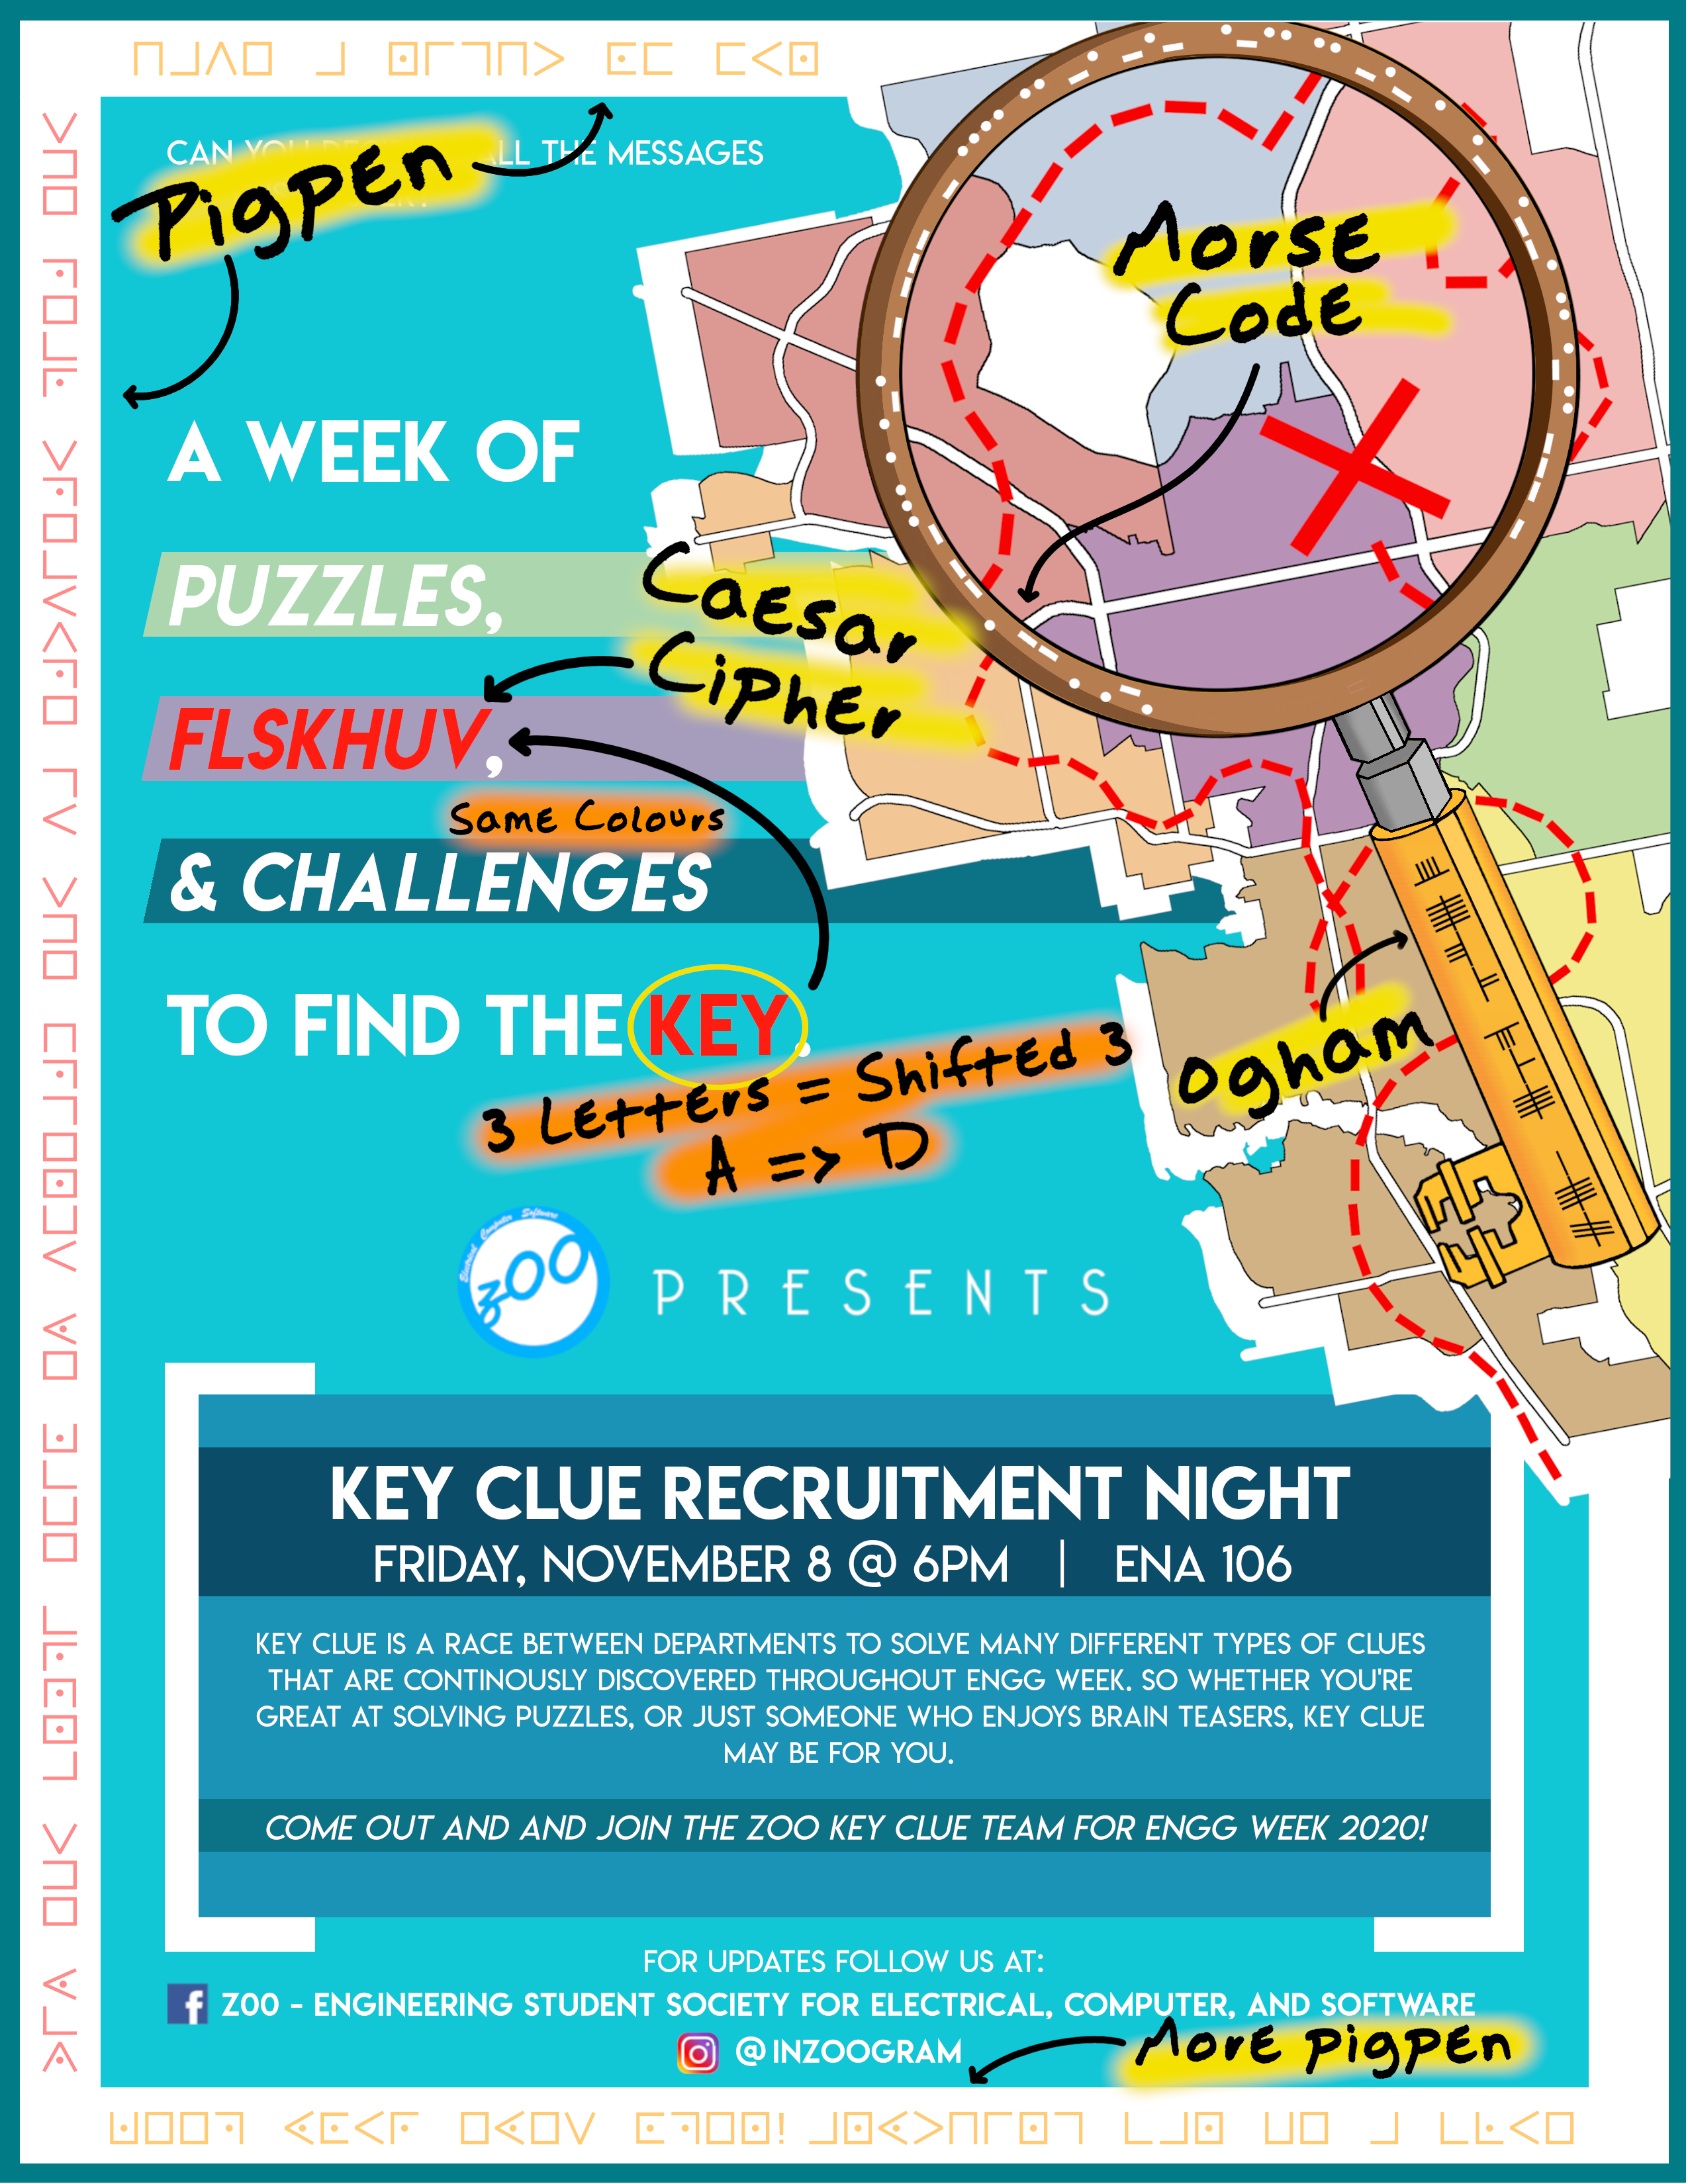 CAN YOU ALL THE MESSAGES
Pigpen
Morse
Code
A WEEK OF
PUZZLES,
Caesar
Cipher
FLSKHUV,
Same Colours
& CHALLENGES
TO FIND THE KEY.
3 Letters = Shifted 3
A => D
Ogham
Electrical Computer Software
ZOO
PRESENTS
KEY CLUE RECRUITMENT NIGHT
FRIDAY, NOVEMBER 8 @ 6PM | ENA 106
KEY CLUE IS A RACE BETWEEN DEPARTMENTS TO SOLVE MANY DIFFERENT TYPES OF CLUES
THAT ARE CONTINOUSLY DISCOVERED THROUGHOUT ENGG WEEK. SO WHETHER YOU'RE
GREAT AT SOLVING PUZZLES, OR JUST SOMEONE WHO ENJOYS BRAIN TEASERS, KEY CLUE
MAY BE FOR YOU.
COME OUT AND AND JOIN THE ZOO KEY CLUE TEAM FOR ENGG WEEK 2020!
FOR UPDATES FOLLOW US AT:
ZOO - ENGINEERING STUDENT SOCIETY FOR ELECTRICAL, COMPUTER, AND SOFTWARE
@INZOOGRAM
More pigpen